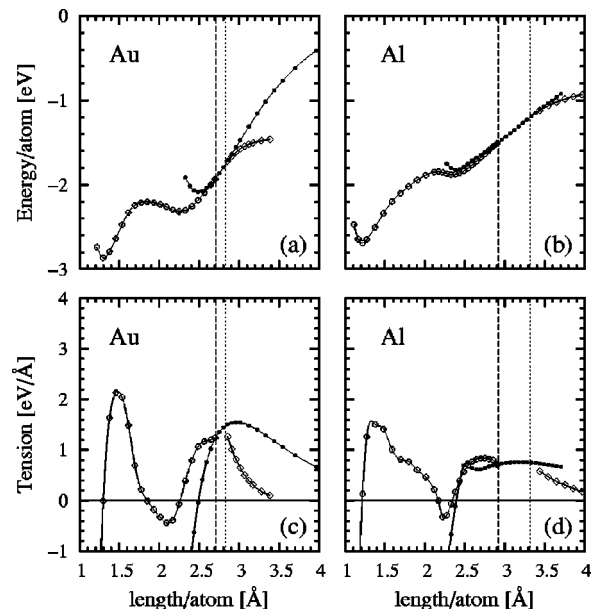 0
-1
-2
-3
Energy/atom [eV]
Au
(a)
Al
(b)
4
3
2
1
0
-1
Tension [eV/Å]
Au
(c)
Al
(d)
1 1.5 2 2.5 3 3.5 4
1 1.5 2 2.5 3 3.5 4
length/atom [Å]
length/atom [Å]